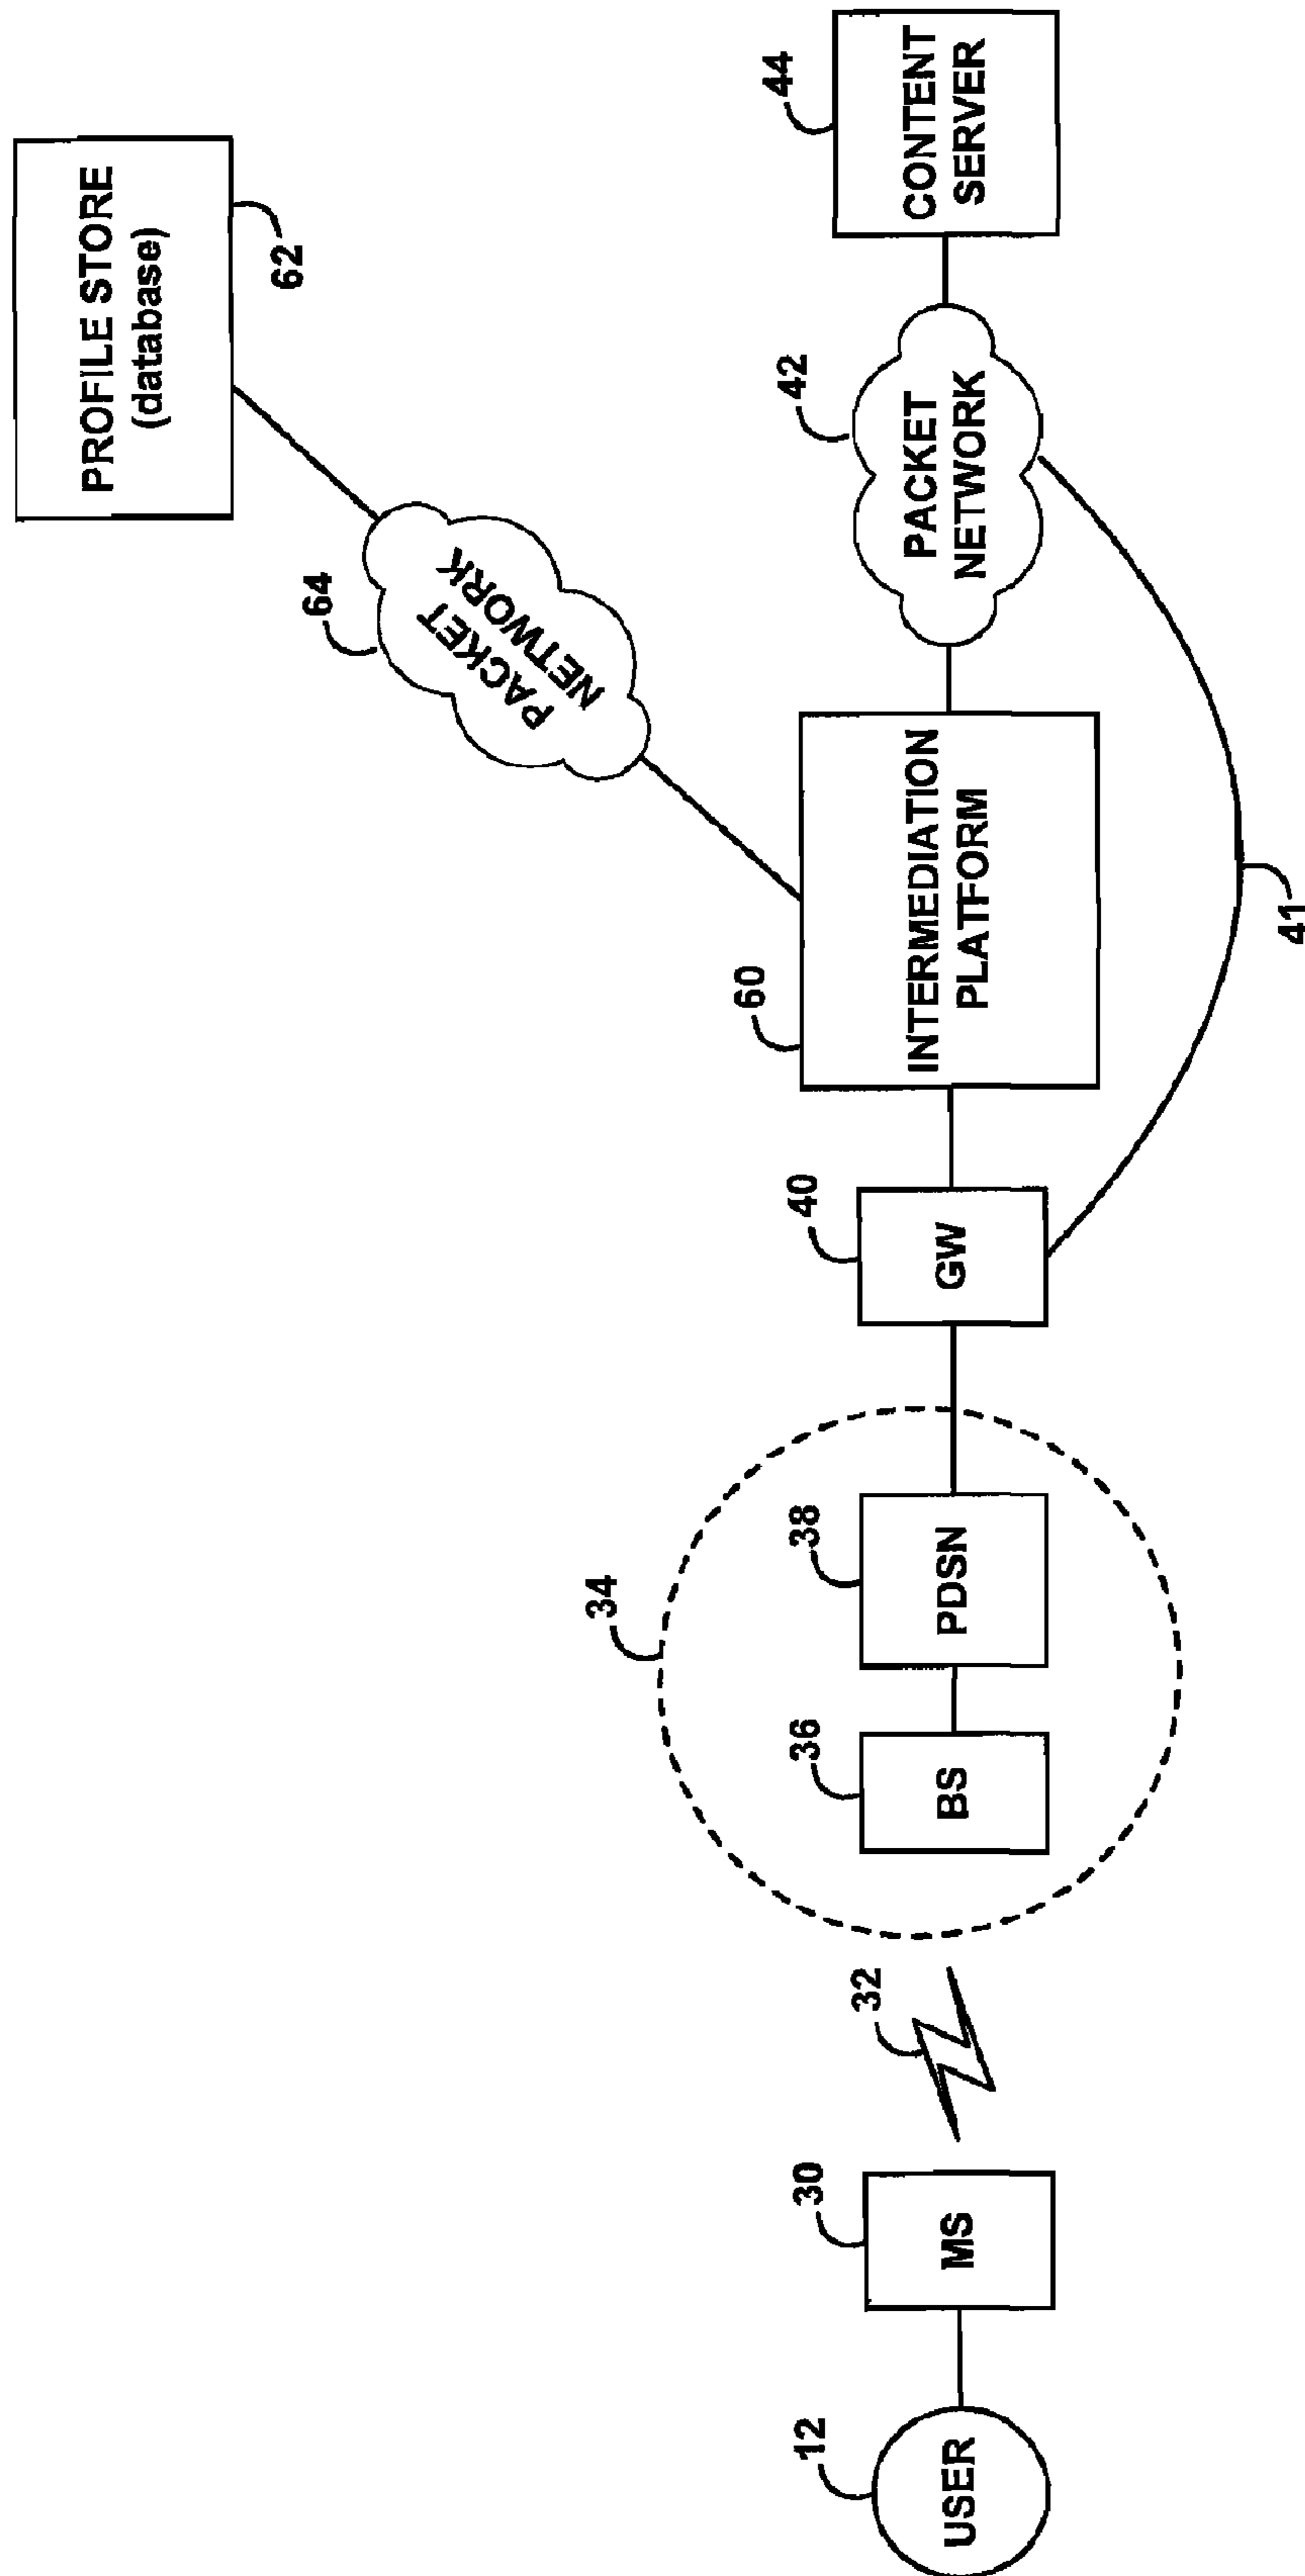 PROFILE STORE
(database)
62
64
PACKET
NETWORK
44
CONTENT
SERVER
42
PACKET
NETWORK
60
INTERMEDIATION
PLATFORM
41
40
GW
34
38
PDSN
36
BS
32
30
MS
12
USER